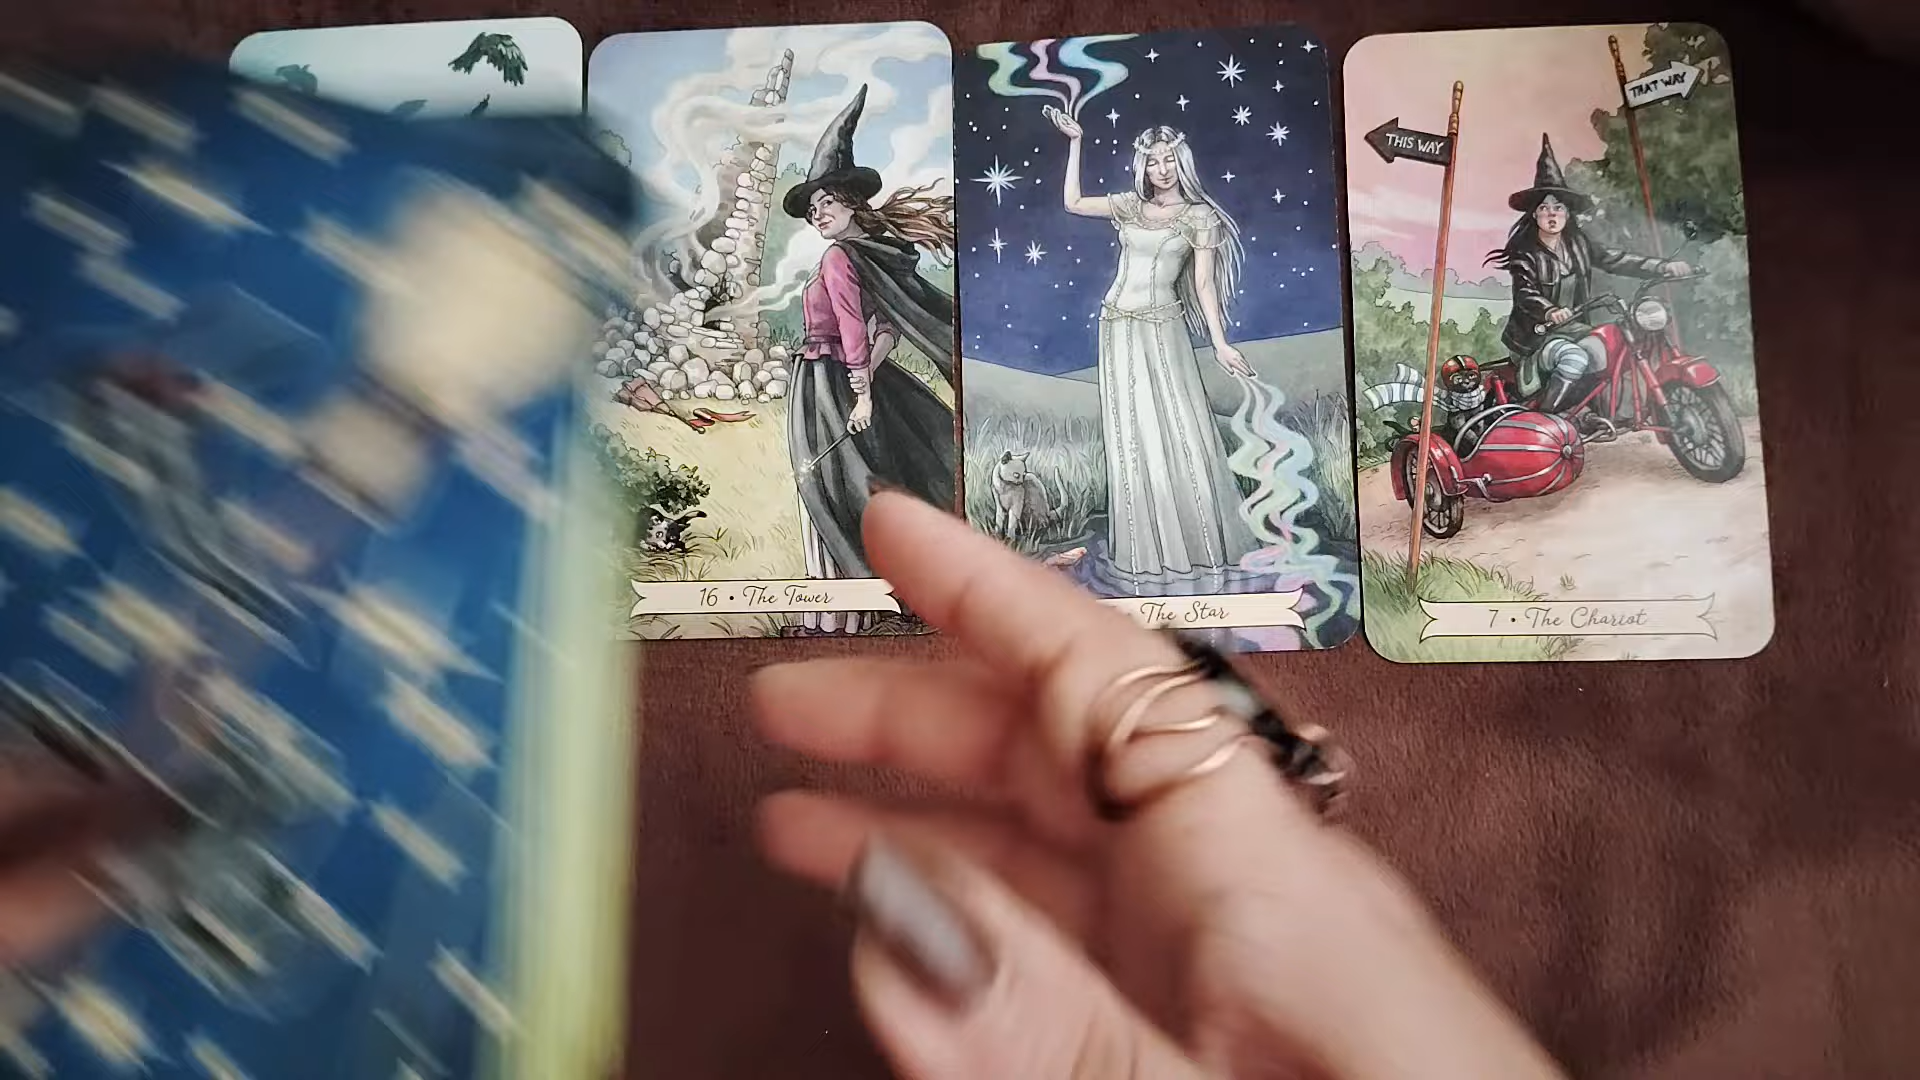 THIS WAY
THAT WAY
16 • The Tower
The Star
7 • The Chariot